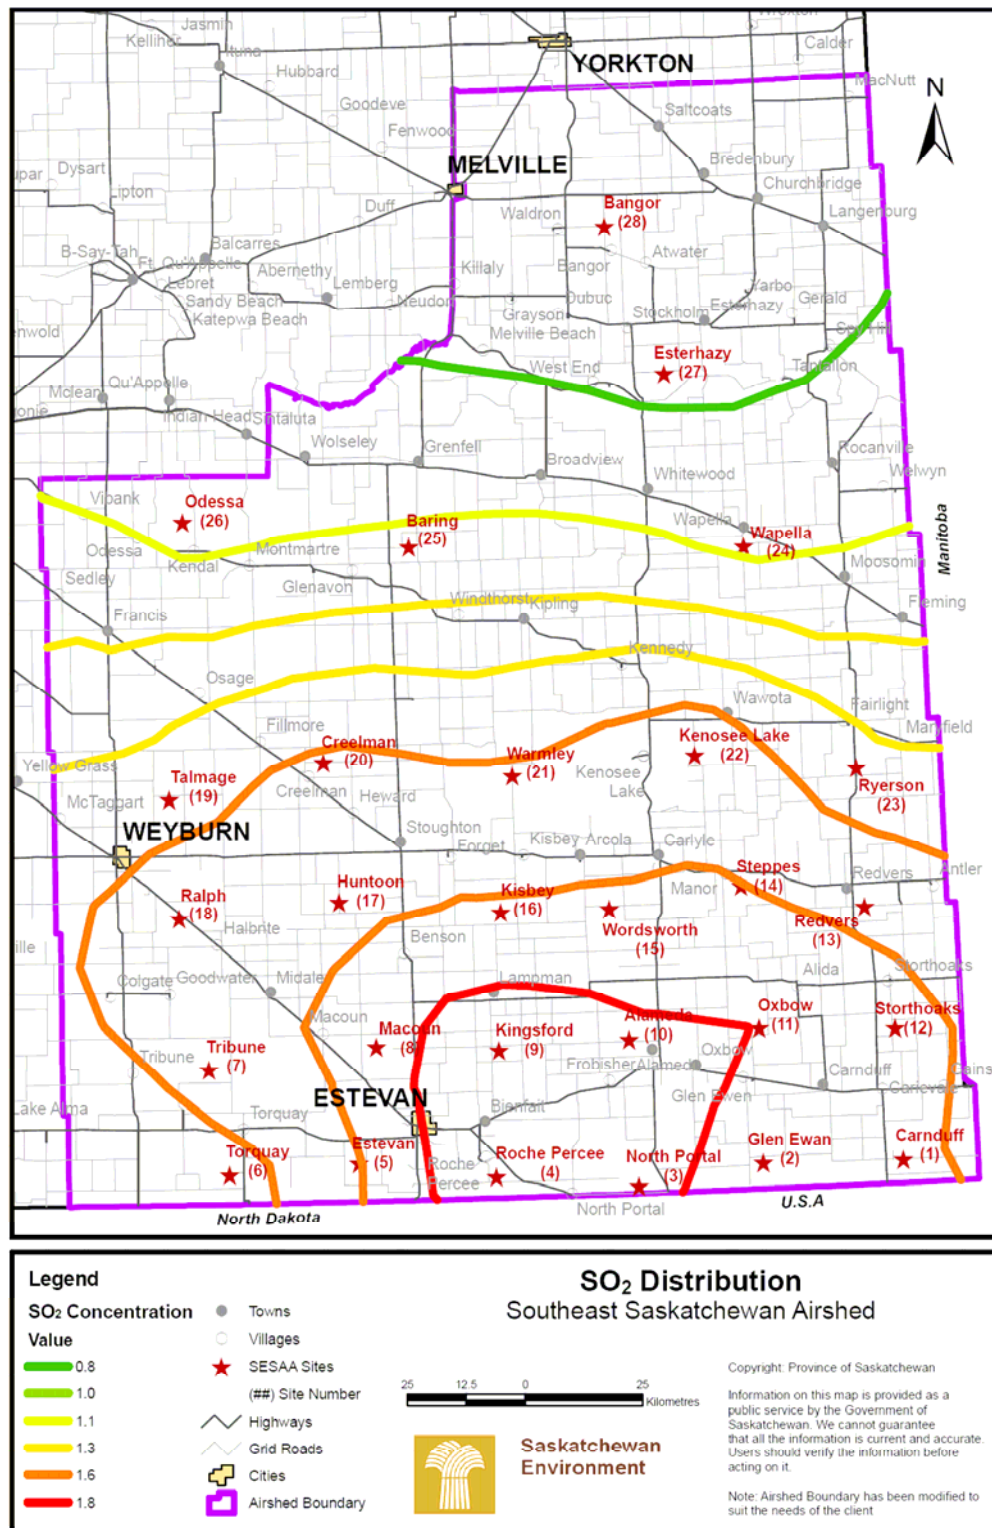 Jasmin
Wroxton
Kelliher
Ituna
YORKTON
Calder
Hubbard
MacNutt
N
Goodeve
Saltcoats
Fenwood
MELVILLE
Bredenbury
Dysart
Lipton
Churchbridge
Duff
Waldron
Bangor
(28)
Langenburg
Balcarres
B-Say-Tah
Ft. Qu'Appelle
Abernethy
Killaly
Atwater
Bangor
Lebret
Lemberg
Yarbo
Sandy Beach
Neudorf
Dubuc
Esterhazy
Gerald
Katepwa Beach
Grayson
Stockholm
Melville Beach
Spy Hill
Esterhazy
(27)
West End
Tantallon
Mclean
Qu'Appelle
Indian Head
Sintaluta
Wolseley
Grenfell
Broadview
Whitewood
Rocanville
Welwyn
Vibank
Odessa
(26)
Baring
(25)
Wapella
Wapella
(24)
Manitoba
Odessa
Kendal
Montmartre
Moosomin
Sedley
Glenavon
Windthorst
Kipling
Fleming
Francis
Kennedy
Osage
Wawota
Fairlight
Fillmore
Maryfield
Creelman
(20)
Warmley
(21)
Kenosee Lake
(22)
Yellow Grass
Talmage
(19)
Creelman
Heward
Kenosee
Lake
Ryerson
(23)
McTaggart
WEYBURN
Stoughton
Forget
Kisbey
Arcola
Carlyle
Antler
Ralph
(18)
Huntoon
(17)
Kisbey
(16)
Steppes
(14)
Manor
Redvers
Halbrite
Wordsworth
(15)
Redvers
(13)
Benson
Colgate
Goodwater
Midale
Lampman
Alida
Storthoaks
Macoun
Macoun
(8)
Kingsford
(9)
Alameda
(10)
Oxbow
(11)
Storthoaks
(12)
Tribune
Tribune
(7)
Frobisher
Alameda
Oxbow
Carnduff
Carievale
Lake Alma
Torquay
ESTEVAN
Bienfait
Glen Ewen
Torquay
(6)
Estevan
(5)
Roche
Percee
Roche Percee
(4)
North Portal
(3)
Glen Ewan
(2)
Carnduff
(1)
North Dakota
North Portal
U.S.A
Legend
SO₂ Concentration
Value
0.8
1.0
1.1
1.3
1.6
1.8
Towns
Villages
SESAA Sites
(##) Site Number
Highways
Grid Roads
Cities
Airshed Boundary
SO₂ Distribution
Southeast Saskatchewan Airshed
25 12.5 0 25
Kilometres
Saskatchewan
Environment
Copyright: Province of Saskatchewan
Information on this map is provided as a
public service by the Government of
Saskatchewan. We cannot guarantee
that all the information is current and accurate.
Users should verify the information before
acting on it.
Note: Airshed Boundary has been modified to
suit the needs of the client